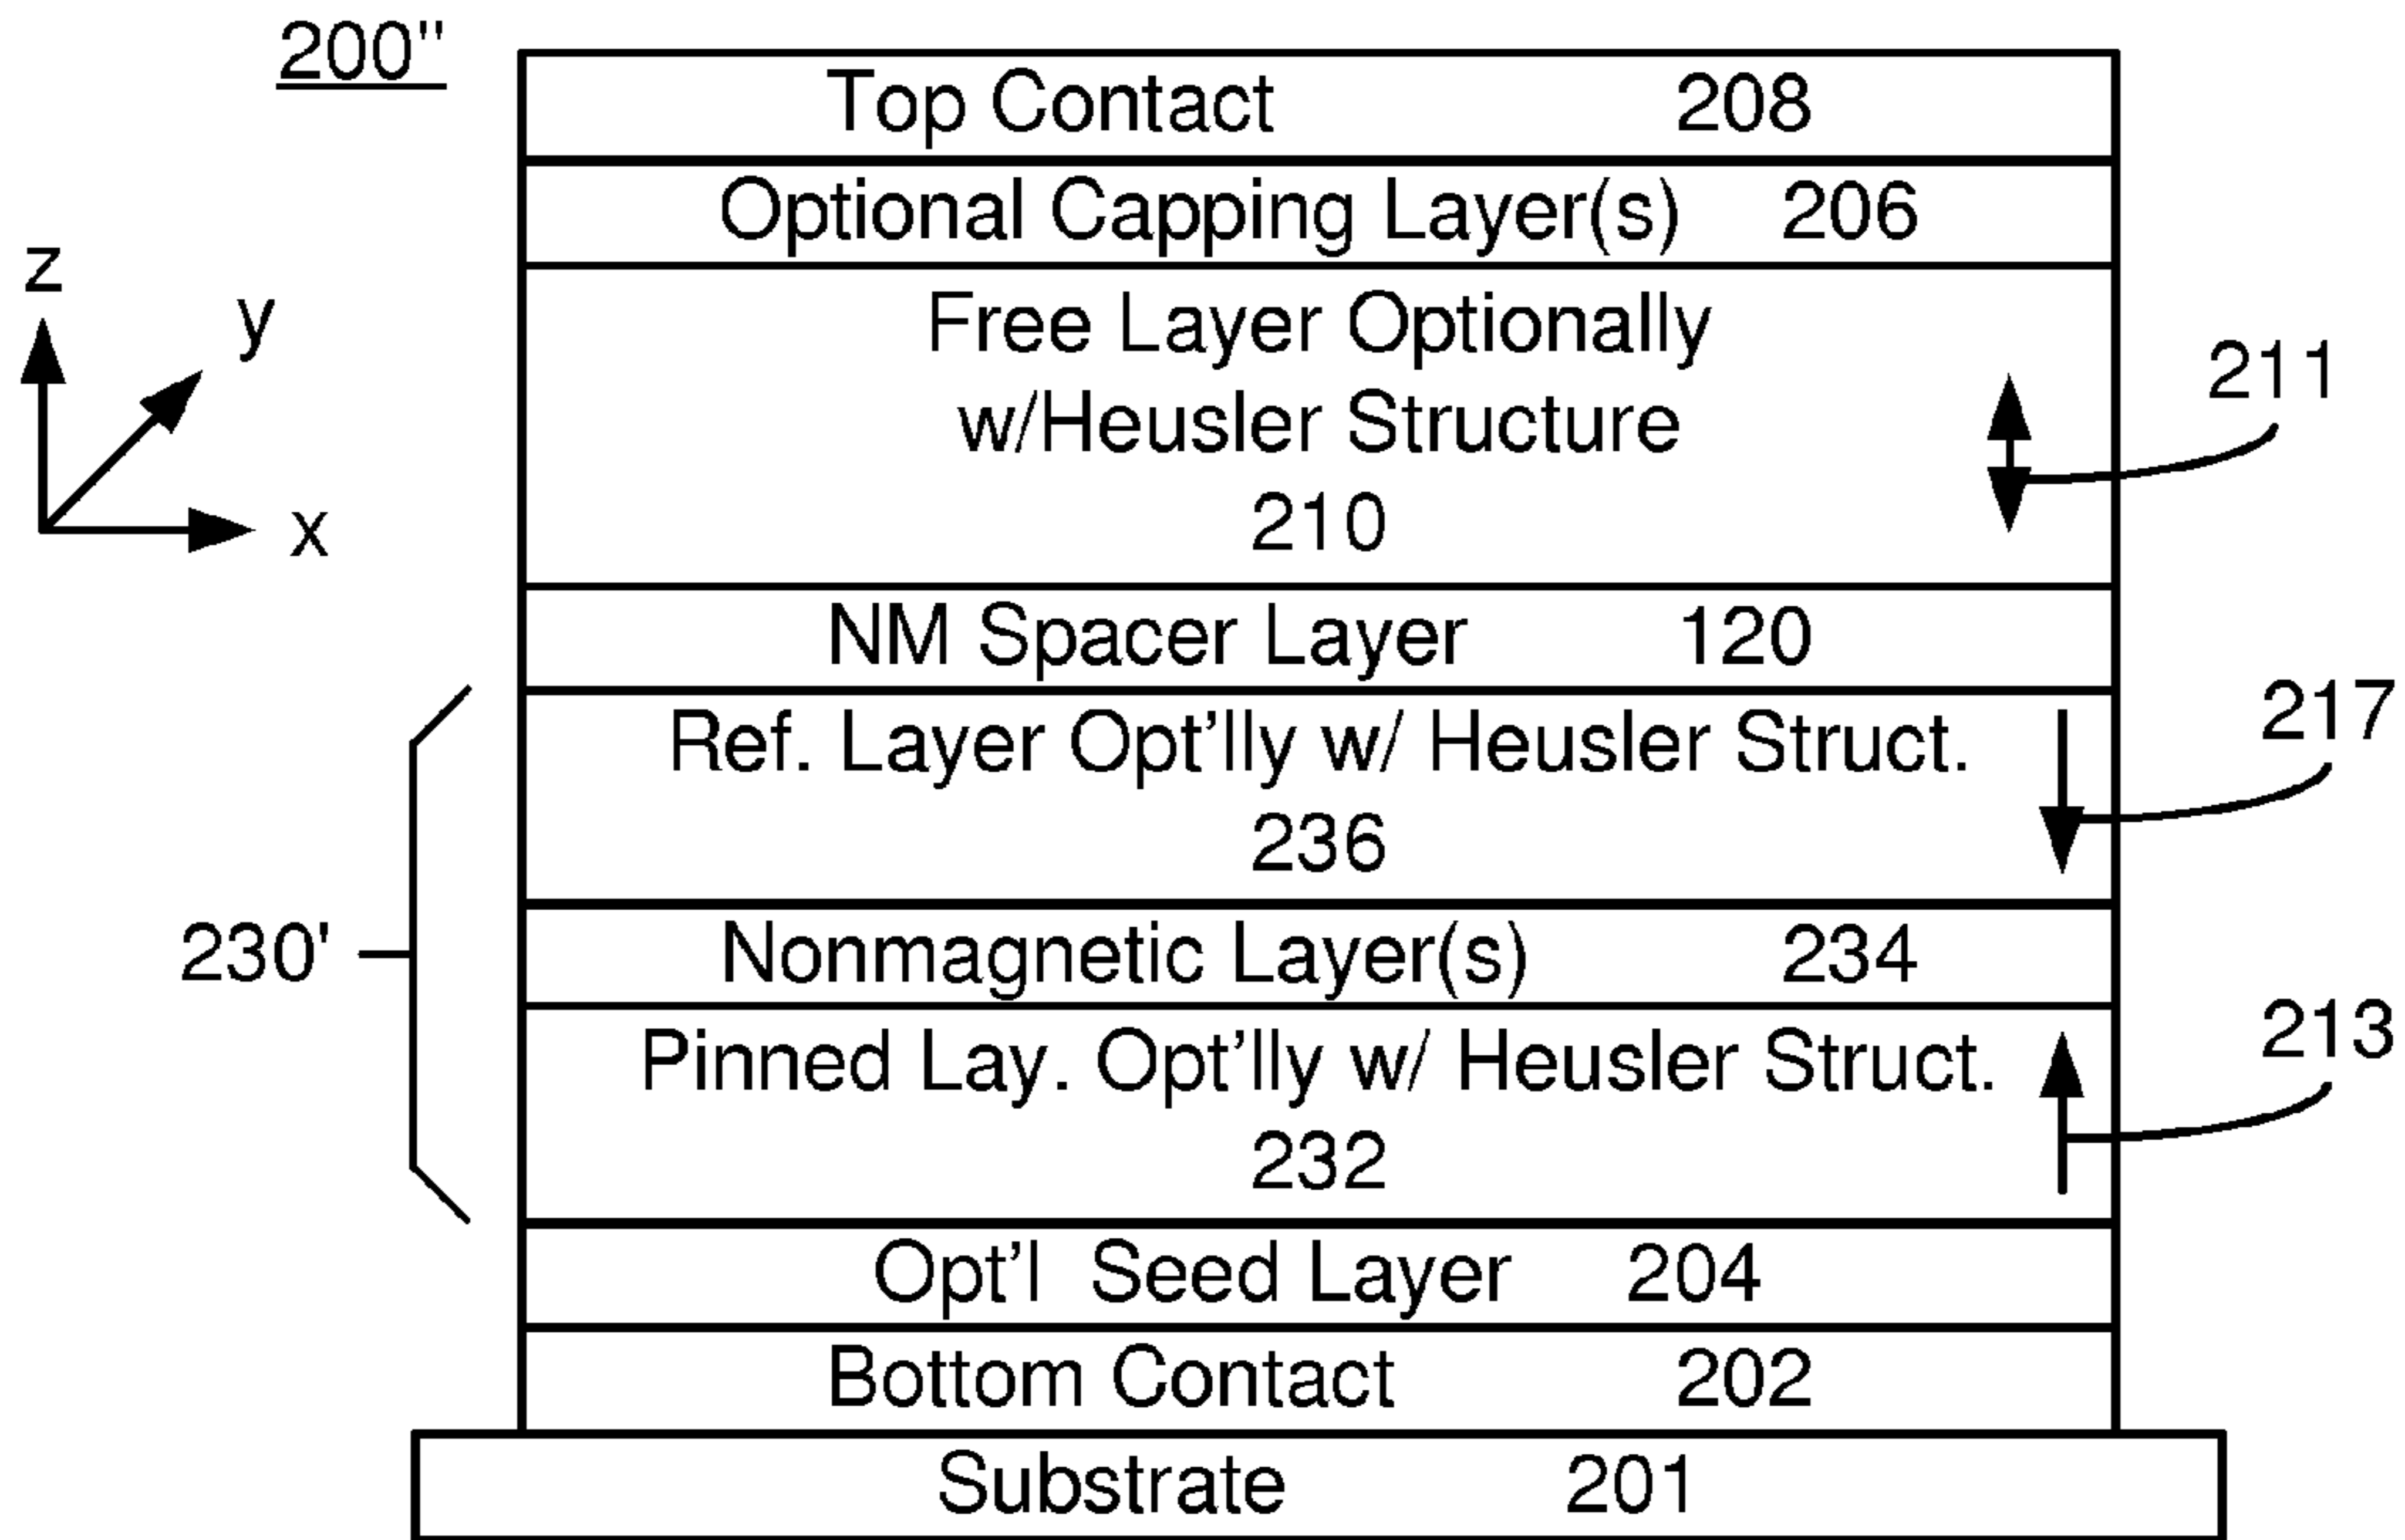 200"
Top Contact 208
Optional Capping Layer(s) 206
z
y
x
Free Layer Optionally
w/Heusler Structure
210
211
NM Spacer Layer 120
Ref. Layer Opt'lly w/ Heusler Struct.
236
217
230'
Nonmagnetic Layer(s) 234
Pinned Lay. Opt'lly w/ Heusler Struct.
232
213
Opt'l Seed Layer 204
Bottom Contact 202
Substrate 201